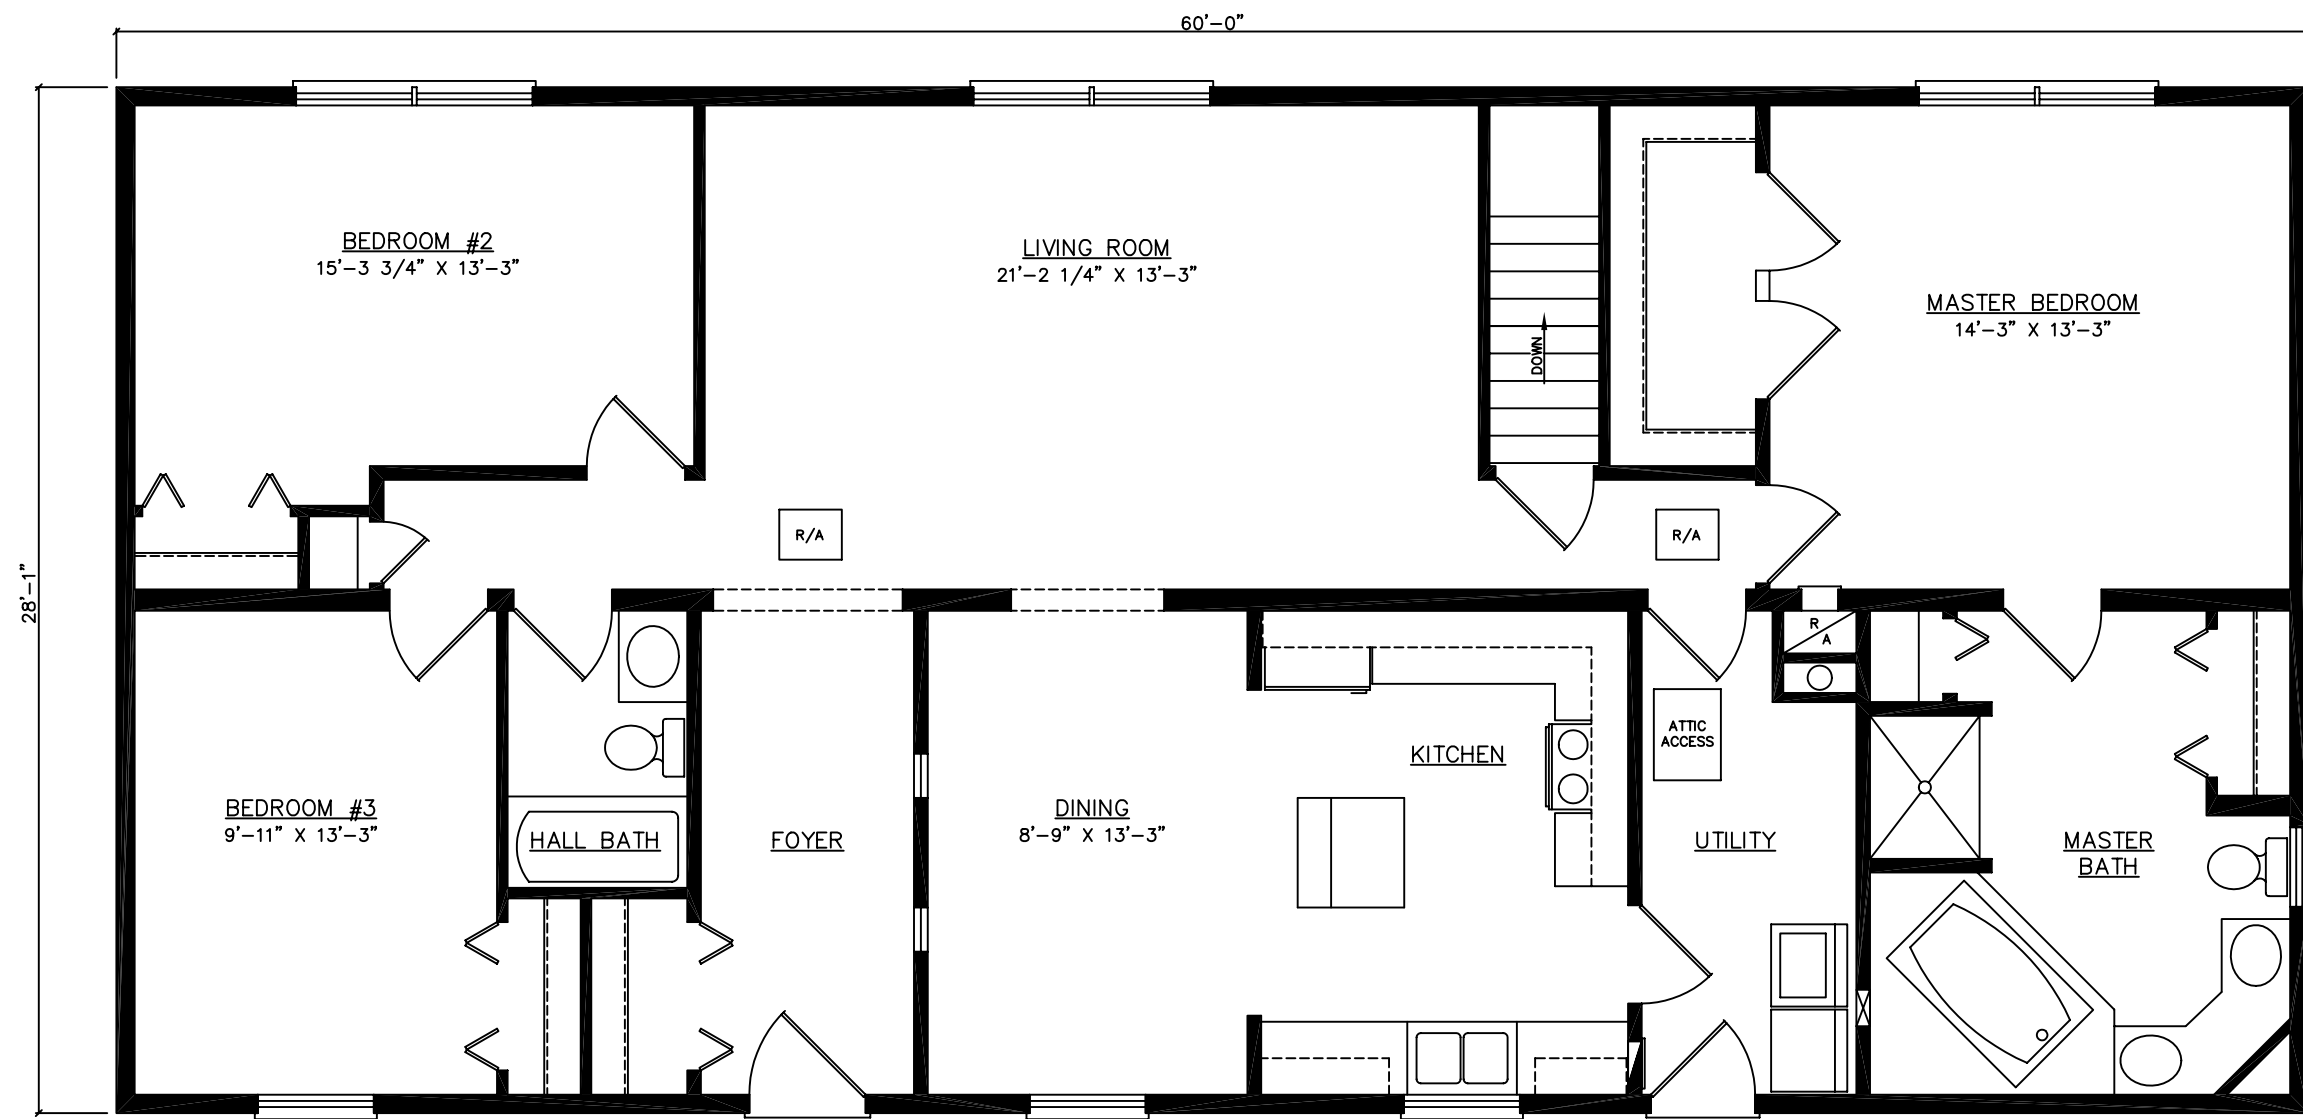 60'-0"
28'-1"
BEDROOM #2
15'-3 3/4" X 13'-3"
LIVING ROOM
21'-2 1/4" X 13'-3"
DOWN
MASTER BEDROOM
14'-3" X 13'-3"
R/A
R/A
R
A
ATTIC
ACCESS
KITCHEN
BEDROOM #3
9'-11" X 13'-3"
HALL BATH
FOYER
DINING
8'-9" X 13'-3"
UTILITY
MASTER
BATH